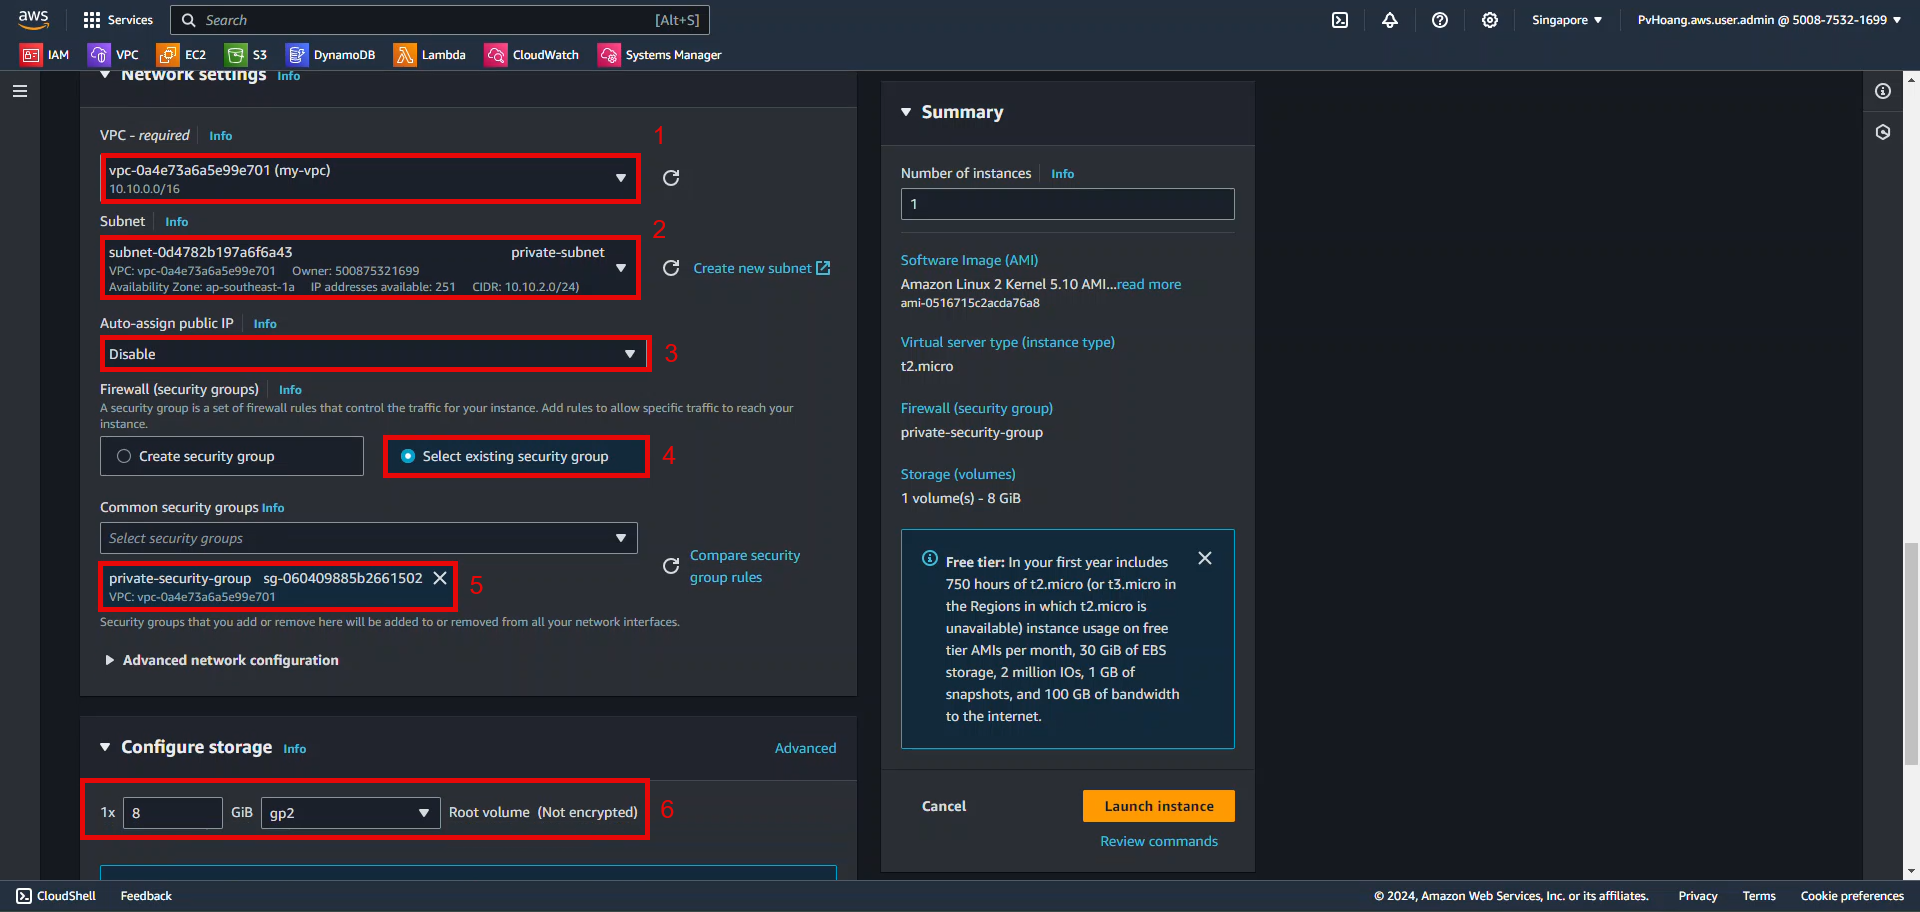 aws
Services
Search
[Alt+S]
Singapore
PvHoang.aws.user.admin @ 5008-7532-1699
IAM
VPC
EC2
S3
DynamoDB
Lambda
CloudWatch
Systems Manager
Network settings
Info
VPC - required
Info
1
vpc-0a4e73a6a5e99e701 (my-vpc)
10.10.0.0/16
Subnet
Info
2
subnet-0d4782b197a6f6a43
private-subnet
VPC: vpc-0a4e73a6a5e99e701 Owner: 500875321699
Availability Zone: ap-southeast-1a IP addresses available: 251 CIDR: 10.10.2.0/24)
Create new subnet
Auto-assign public IP
Info
Disable
3
Firewall (security groups)
Info
A security group is a set of firewall rules that control the traffic for your instance. Add rules to allow specific traffic to reach your
instance.
Create security group
Select existing security group
4
Common security groups Info
Select security groups
Compare security
group rules
private-security-group sg-060409885b2661502
VPC: vpc-0a4e73a6a5e99e701
5
Security groups that you add or remove here will be added to or removed from all your network interfaces.
Advanced network configuration
Configure storage
Info
Advanced
1x
8
GiB
gp2
Root volume (Not encrypted)
6
Summary
Number of instances
Info
1
Software Image (AMI)
Amazon Linux 2 Kernel 5.10 AMI...read more
ami-0516715c2acda76a8
Virtual server type (instance type)
t2.micro
Firewall (security group)
private-security-group
Storage (volumes)
1 volume(s) - 8 GiB
Free tier: In your first year includes
750 hours of t2.micro (or t3.micro in
the Regions in which t2.micro is
unavailable) instance usage on free
tier AMIs per month, 30 GiB of EBS
storage, 2 million IOs, 1 GB of
snapshots, and 100 GB of bandwidth
to the internet.
Cancel
Launch instance
Review commands
CloudShell
Feedback
© 2024, Amazon Web Services, Inc. or its affiliates.
Privacy
Terms
Cookie preferences